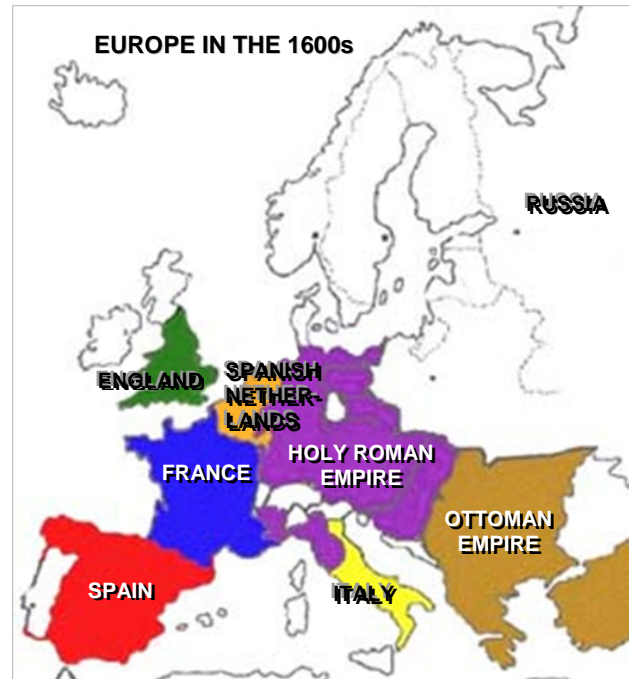 EUROPE IN THE 1600s
RUSSIA
ENGLAND
SPANISH
NETHER-
LANDS
FRANCE
HOLY ROMAN
EMPIRE
OTTOMAN
EMPIRE
SPAIN
ITALY